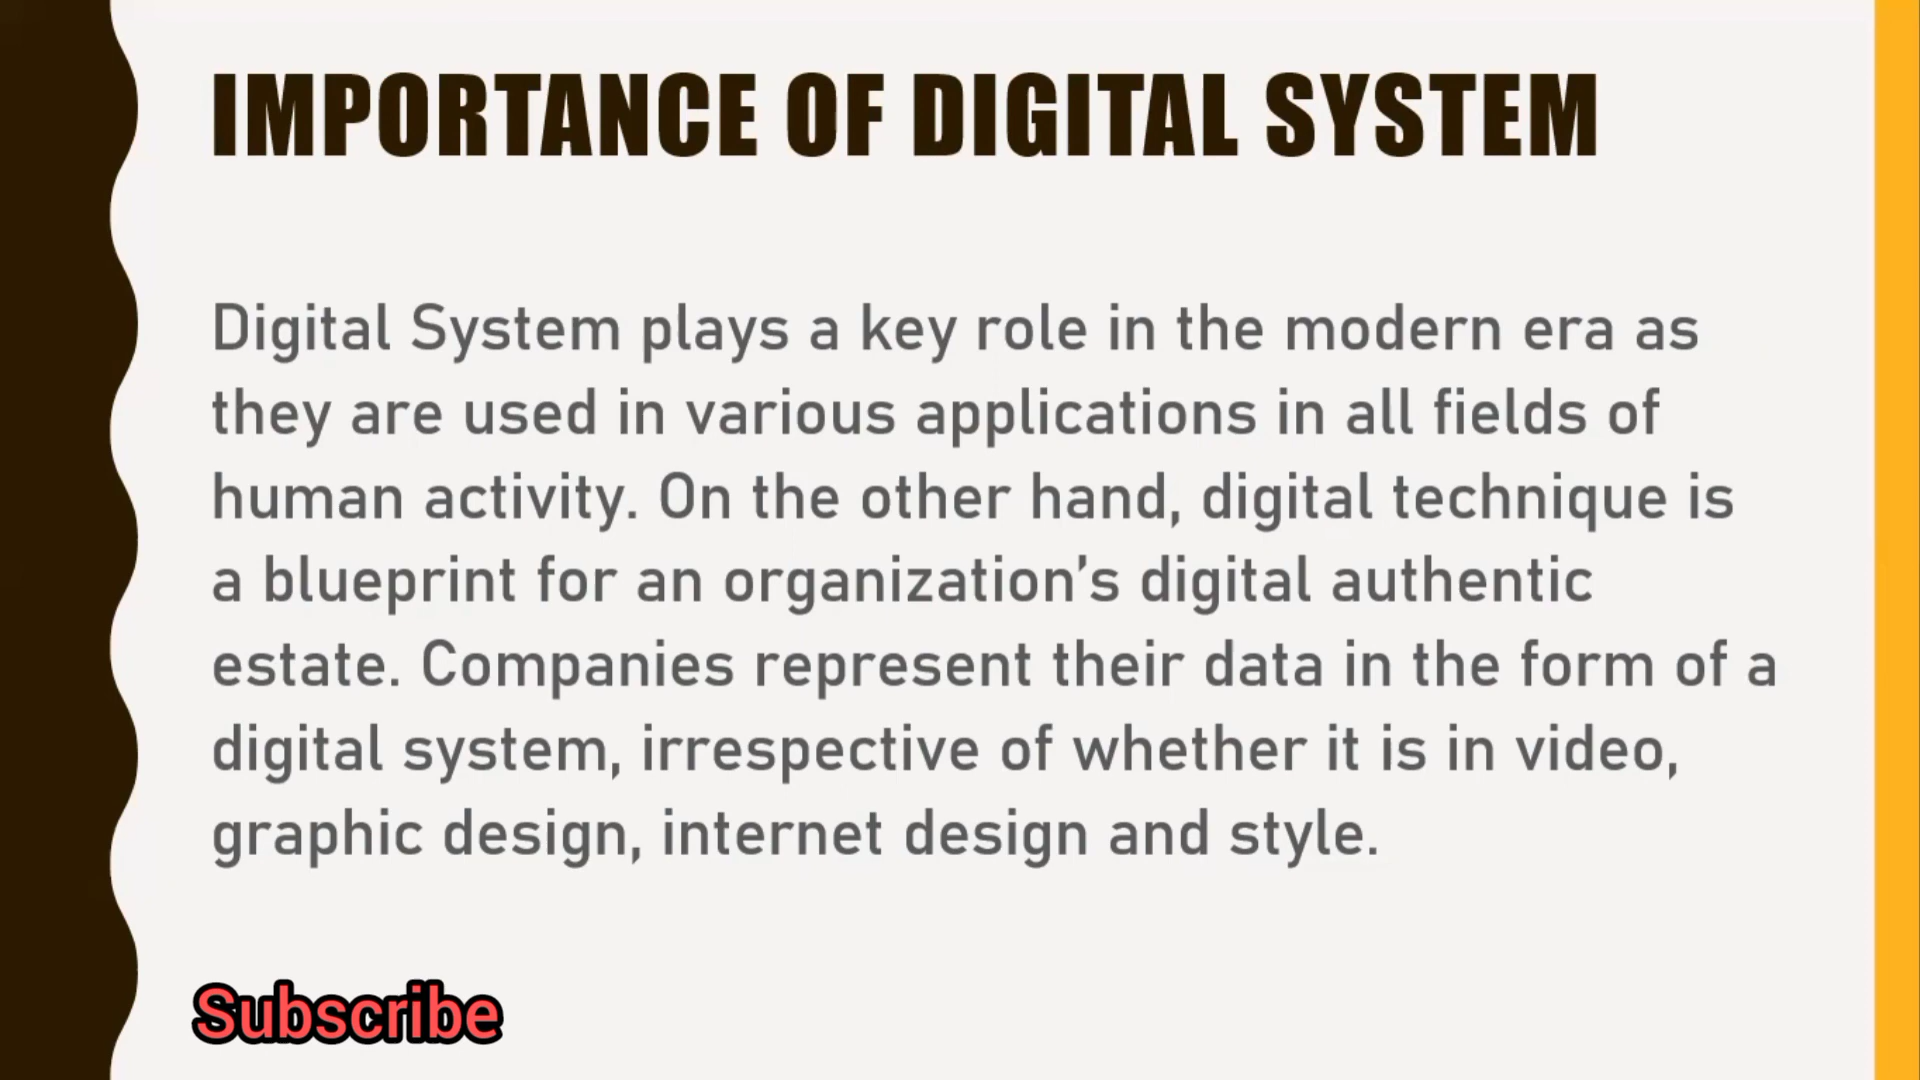 IMPORTANCE OF DIGITAL SYSTEM
Digital System plays a key role in the modern era as
they are used in various applications in all fields of
human activity. On the other hand, digital technique is
a blueprint for an organization’s digital authentic
estate. Companies represent their data in the form of a
digital system, irrespective of whether it is in video,
graphic design, internet design and style.
Subscribe